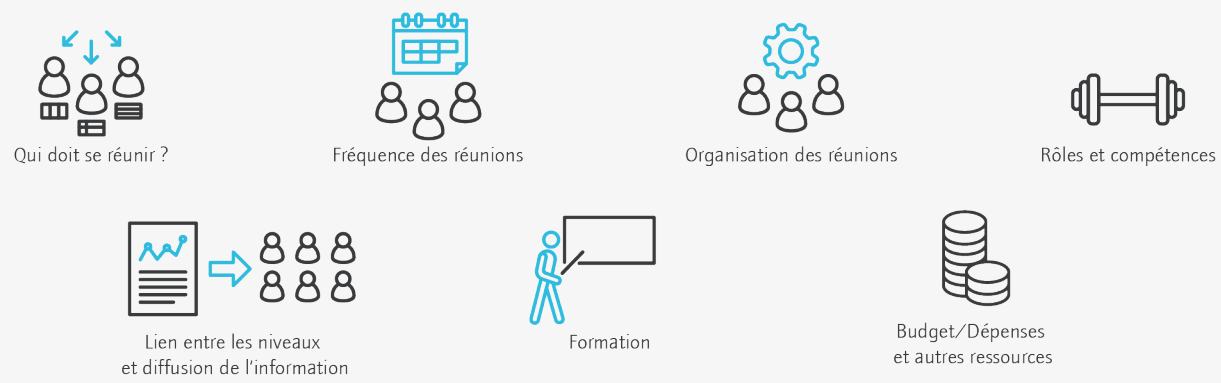 Qui doit se réunir ?
Fréquence des réunions
Organisation des réunions
Rôles et compétences
Lien entre les niveaux
et diffusion de l'information
Formation
Budget/Dépenses
et autres ressources